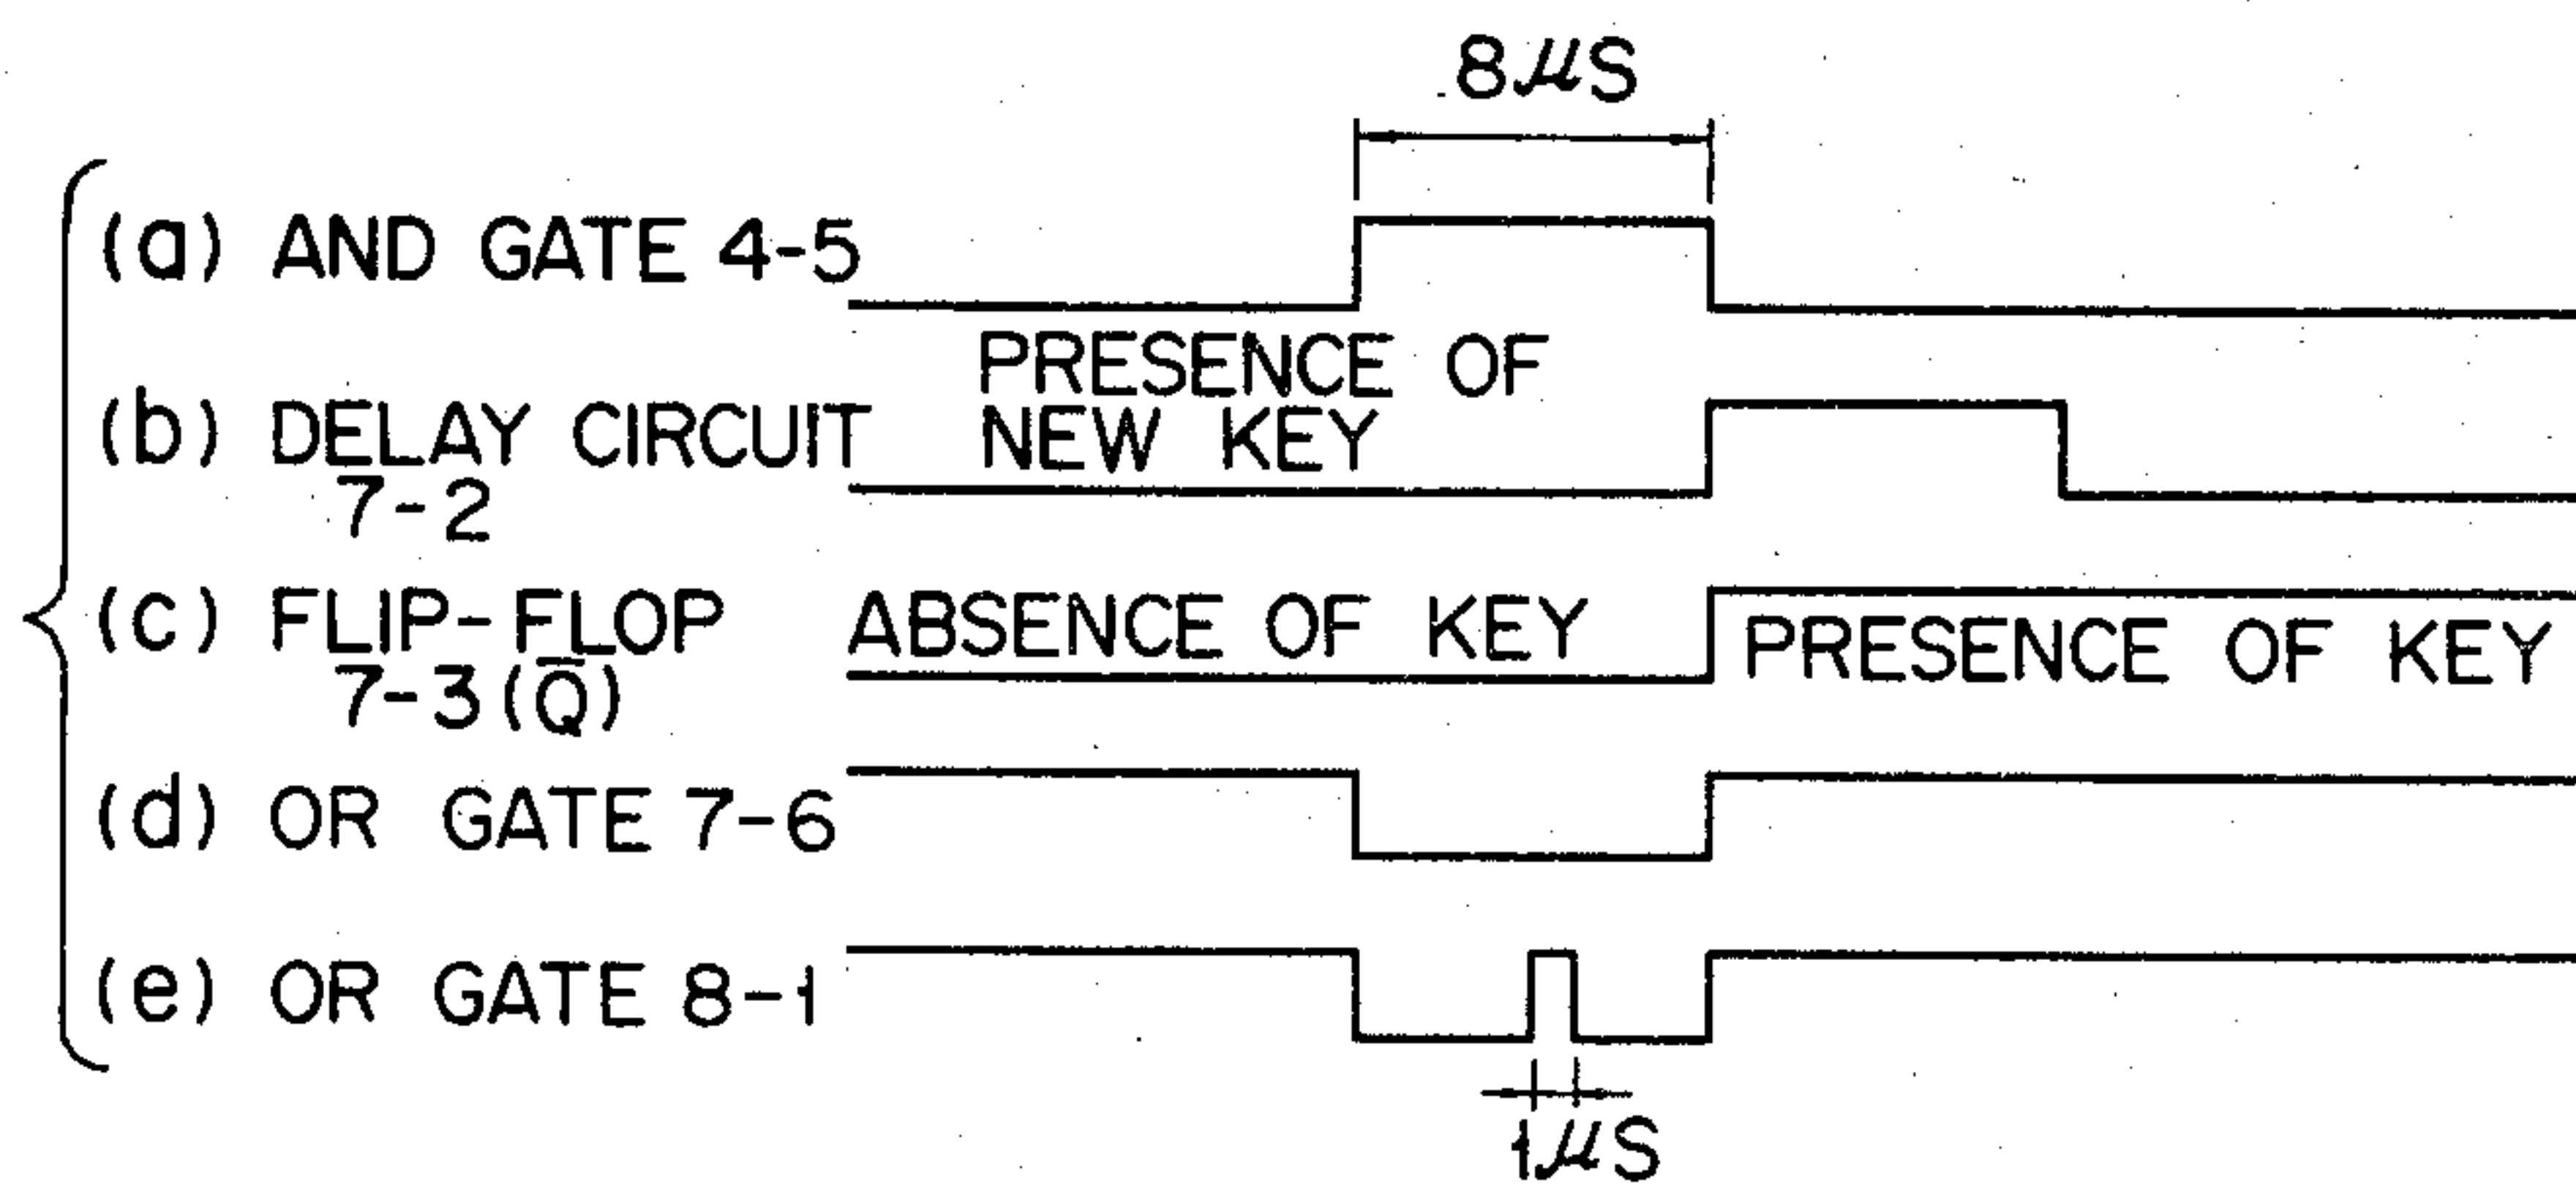 8μS
(a) AND GATE 4-5
PRESENCE OF
NEW KEY
(b) DELAY CIRCUIT
7-2
(c) FLIP-FLOP
7-3(Q̅)
ABSENCE OF KEY
PRESENCE OF KEY
(d) OR GATE 7-6
(e) OR GATE 8-1
1μS